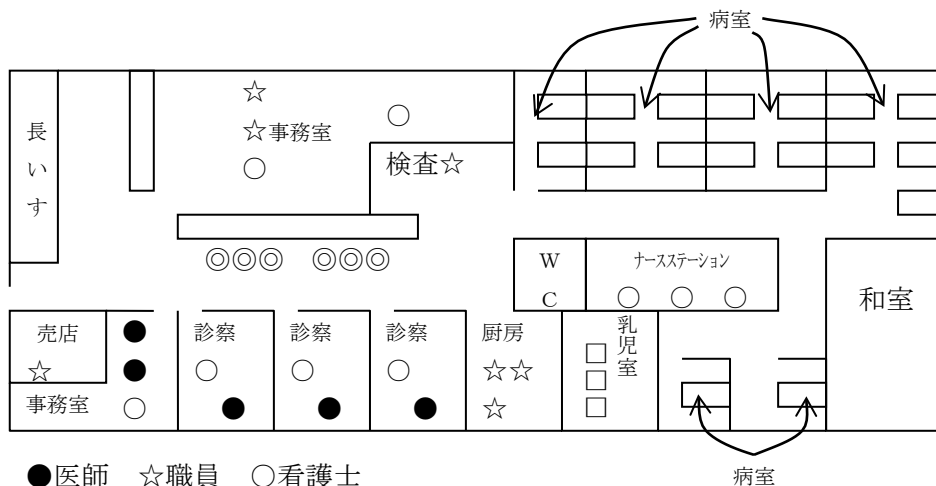 病室
長いす
☆
☆事務室
○
○
検査☆
◎◎◎ ◎◎◎
WC
ナースステーション
○ ○ ○
和室
売店
☆
事務室
●
●
○
診察
○
●
診察
○
●
診察
○
●
厨房
☆☆
☆
乳児室
□
□
□
病室
●医師 ☆職員 ○看護士